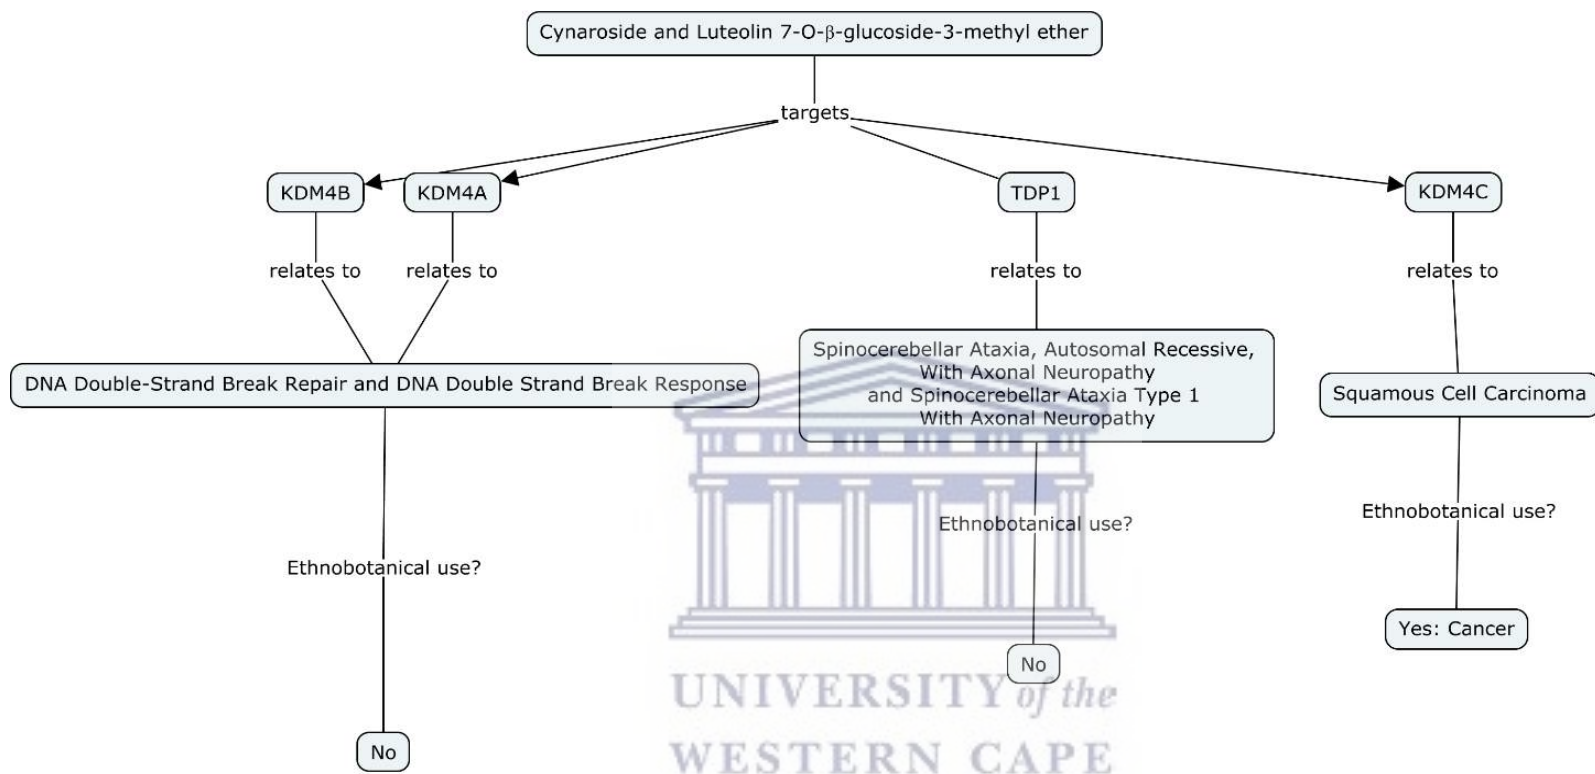 Cynaroside and Luteolin 7-O-β-glucoside-3-methyl ether
targets
KDM4B
KDM4A
TDP1
KDM4C
relates to
relates to
relates to
relates to
DNA Double-Strand Break Repair and DNA Double Strand Break Response
Spinocerebellar Ataxia, Autosomal Recessive,
With Axonal Neuropathy
and Spinocerebellar Ataxia Type 1
With Axonal Neuropathy
Squamous Cell Carcinoma
Ethnobotanical use?
Ethnobotanical use?
Ethnobotanical use?
No
No
Yes: Cancer
UNIVERSITY of the
WESTERN CAPE